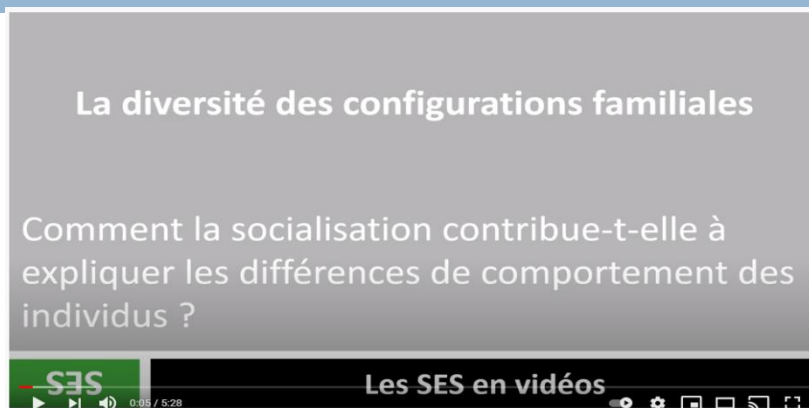 La diversité des configurations familiales
Comment la socialisation contribue-t-elle à
expliquer les différences de comportement des
individus ?
SES
Les SES en vidéos
0:05 / 5:28